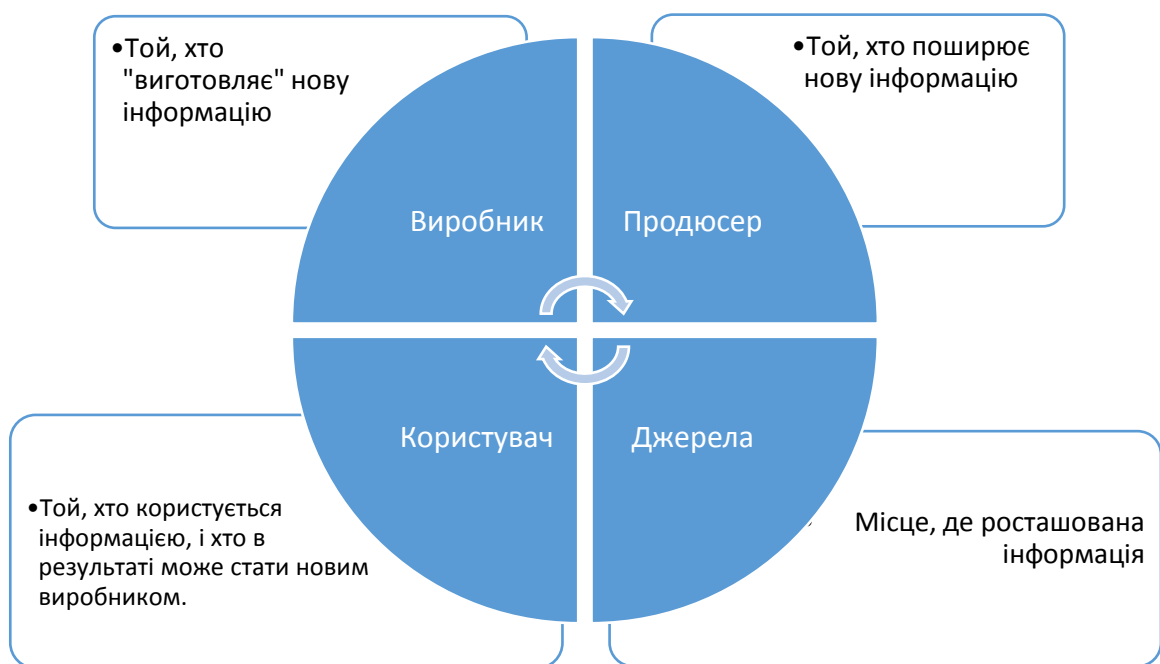 •Той, хто
"виготовляє" нову
інформацію
•Той, хто поширює
нову інформацію
Виробник
Продюсер
Користувач
Джерела
•Той, хто користується
інформацією, і хто в
результаті може стати новим
виробником.
Місце, де росташована
інформація